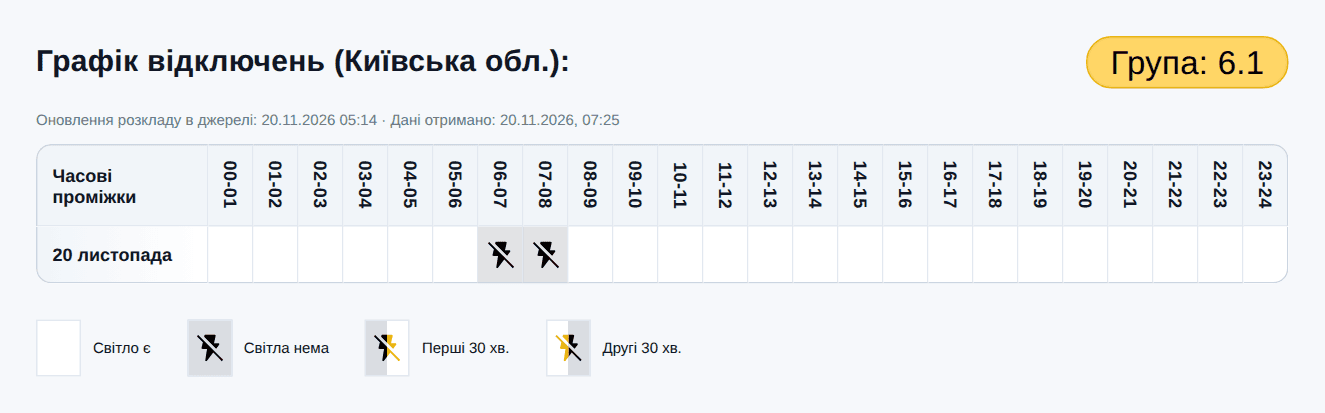 Графік відключень (Київська обл.):
Група: 6.1
Оновлення розкладу в джерелі: 20.11.2026 05:14 · Дані отримано: 20.11.2026, 07:25
Часові
проміжки
00-01
01-02
02-03
03-04
04-05
05-06
06-07
07-08
08-09
09-10
10-11
11-12
12-13
13-14
14-15
15-16
16-17
17-18
18-19
19-20
20-21
21-22
22-23
23-24
20 листопада
Світло є
Світла нема
Перші 30 хв.
Другі 30 хв.